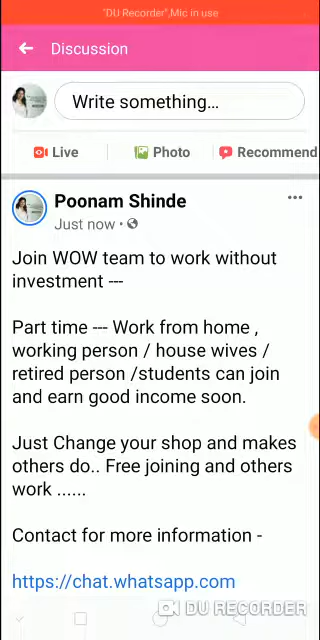 "DU Recorder".Mic in use
Discussion
Write something...
Live
Photo
Recommend
Poonam Shinde
Just now
Join WOW team to work without
investment ---
Part time --- Work from home ,
working person / house wives /
retired person /students can join
and earn good income soon.
Just Change your shop and makes
others do.. Free joining and others
work ......
Contact for more information -
https://chat.whatsapp.com
DU RECORDER